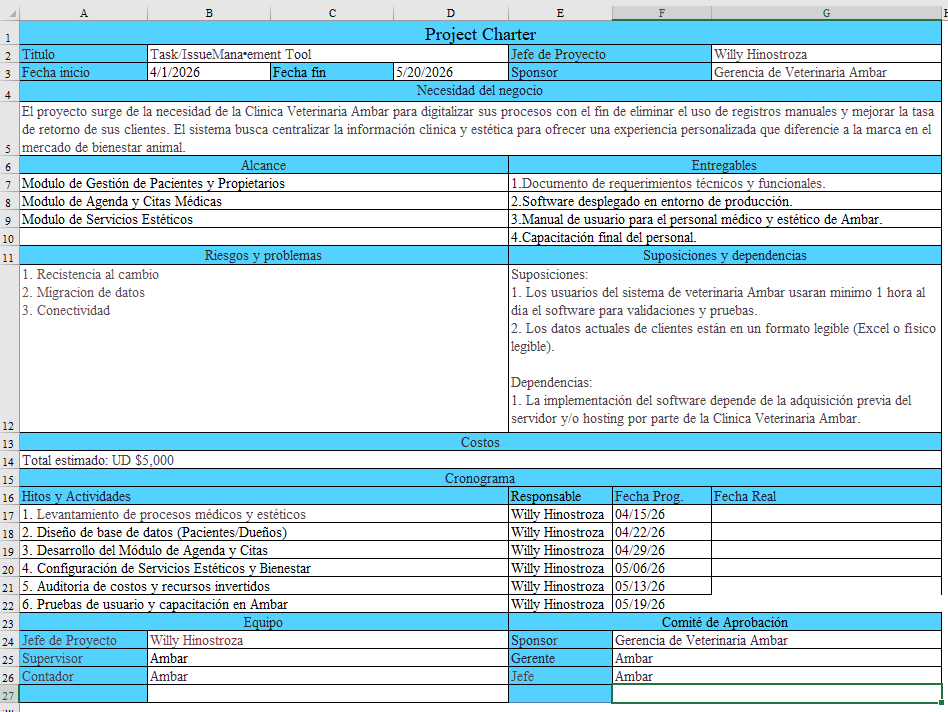 A B C D E F G
1 Project Charter
2 Título Task/IssueMana•ement Tool Jefe de Proyecto Willy Hinostroza
3 Fecha inicio 4/1/2026 Fecha fin 5/20/2026 Sponsor Gerencia de Veterinaria Ambar
4 Necesidad del negocio
El proyecto surge de la necesidad de la Clinica Veterinaria Ambar para digitalizar sus procesos con el fin de eliminar el uso de registros manuales y mejorar la tasa
de retorno de sus clientes. El sistema busca centralizar la información clinica y estética para ofrecer una experiencia personalizada que diferencie a la marca en el
5 mercado de bienestar animal.
6 Alcance Entregables
7 Modulo de Gestión de Pacientes y Propietarios 1.Documento de requerimientos técnicos y funcionales.
8 Modulo de Agenda y Citas Médicas 2.Software desplegado en entorno de producción.
9 Modulo de Servicios Estéticos 3.Manual de usuario para el personal médico y estético de Ambar.
10 4.Capacitación final del personal.
11 Riesgos y problemas Suposiciones y dependencias
1. Recistencia al cambio
2. Migracion de datos
3. Conectividad
Suposiciones:
1. Los usuarios del sistema de veterinaria Ambar usaran minimo 1 hora al
dia el software para validaciones y pruebas.
2. Los datos actuales de clientes están en un formato legible (Excel o físico
legible).
Dependencias:
1. La implementación del software depende de la adquisición previa del
servidor y/o hosting por parte de la Clinica Veterinaria Ambar.
12
13 Costos
14 Total estimado: UD $5,000
15 Cronograma
16 Hitos y Actividades Responsable Fecha Prog. Fecha Real
17 1. Levantamiento de procesos médicos y estéticos Willy Hinostroza 04/15/26
18 2. Diseño de base de datos (Pacientes/Dueños) Willy Hinostroza 04/22/26
19 3. Desarrollo del Módulo de Agenda y Citas Willy Hinostroza 04/29/26
20 4. Configuración de Servicios Estéticos y Bienestar Willy Hinostroza 05/06/26
21 5. Auditoria de costos y recursos invertidos Willy Hinostroza 05/13/26
22 6. Pruebas de usuario y capacitación en Ambar Willy Hinostroza 05/19/26
23 Equipo Comité de Aprobación
24 Jefe de Proyecto Willy Hinostroza Sponsor Gerencia de Veterinaria Ambar
25 Supervisor Ambar Gerente Ambar
26 Contador Ambar Jefe Ambar
27